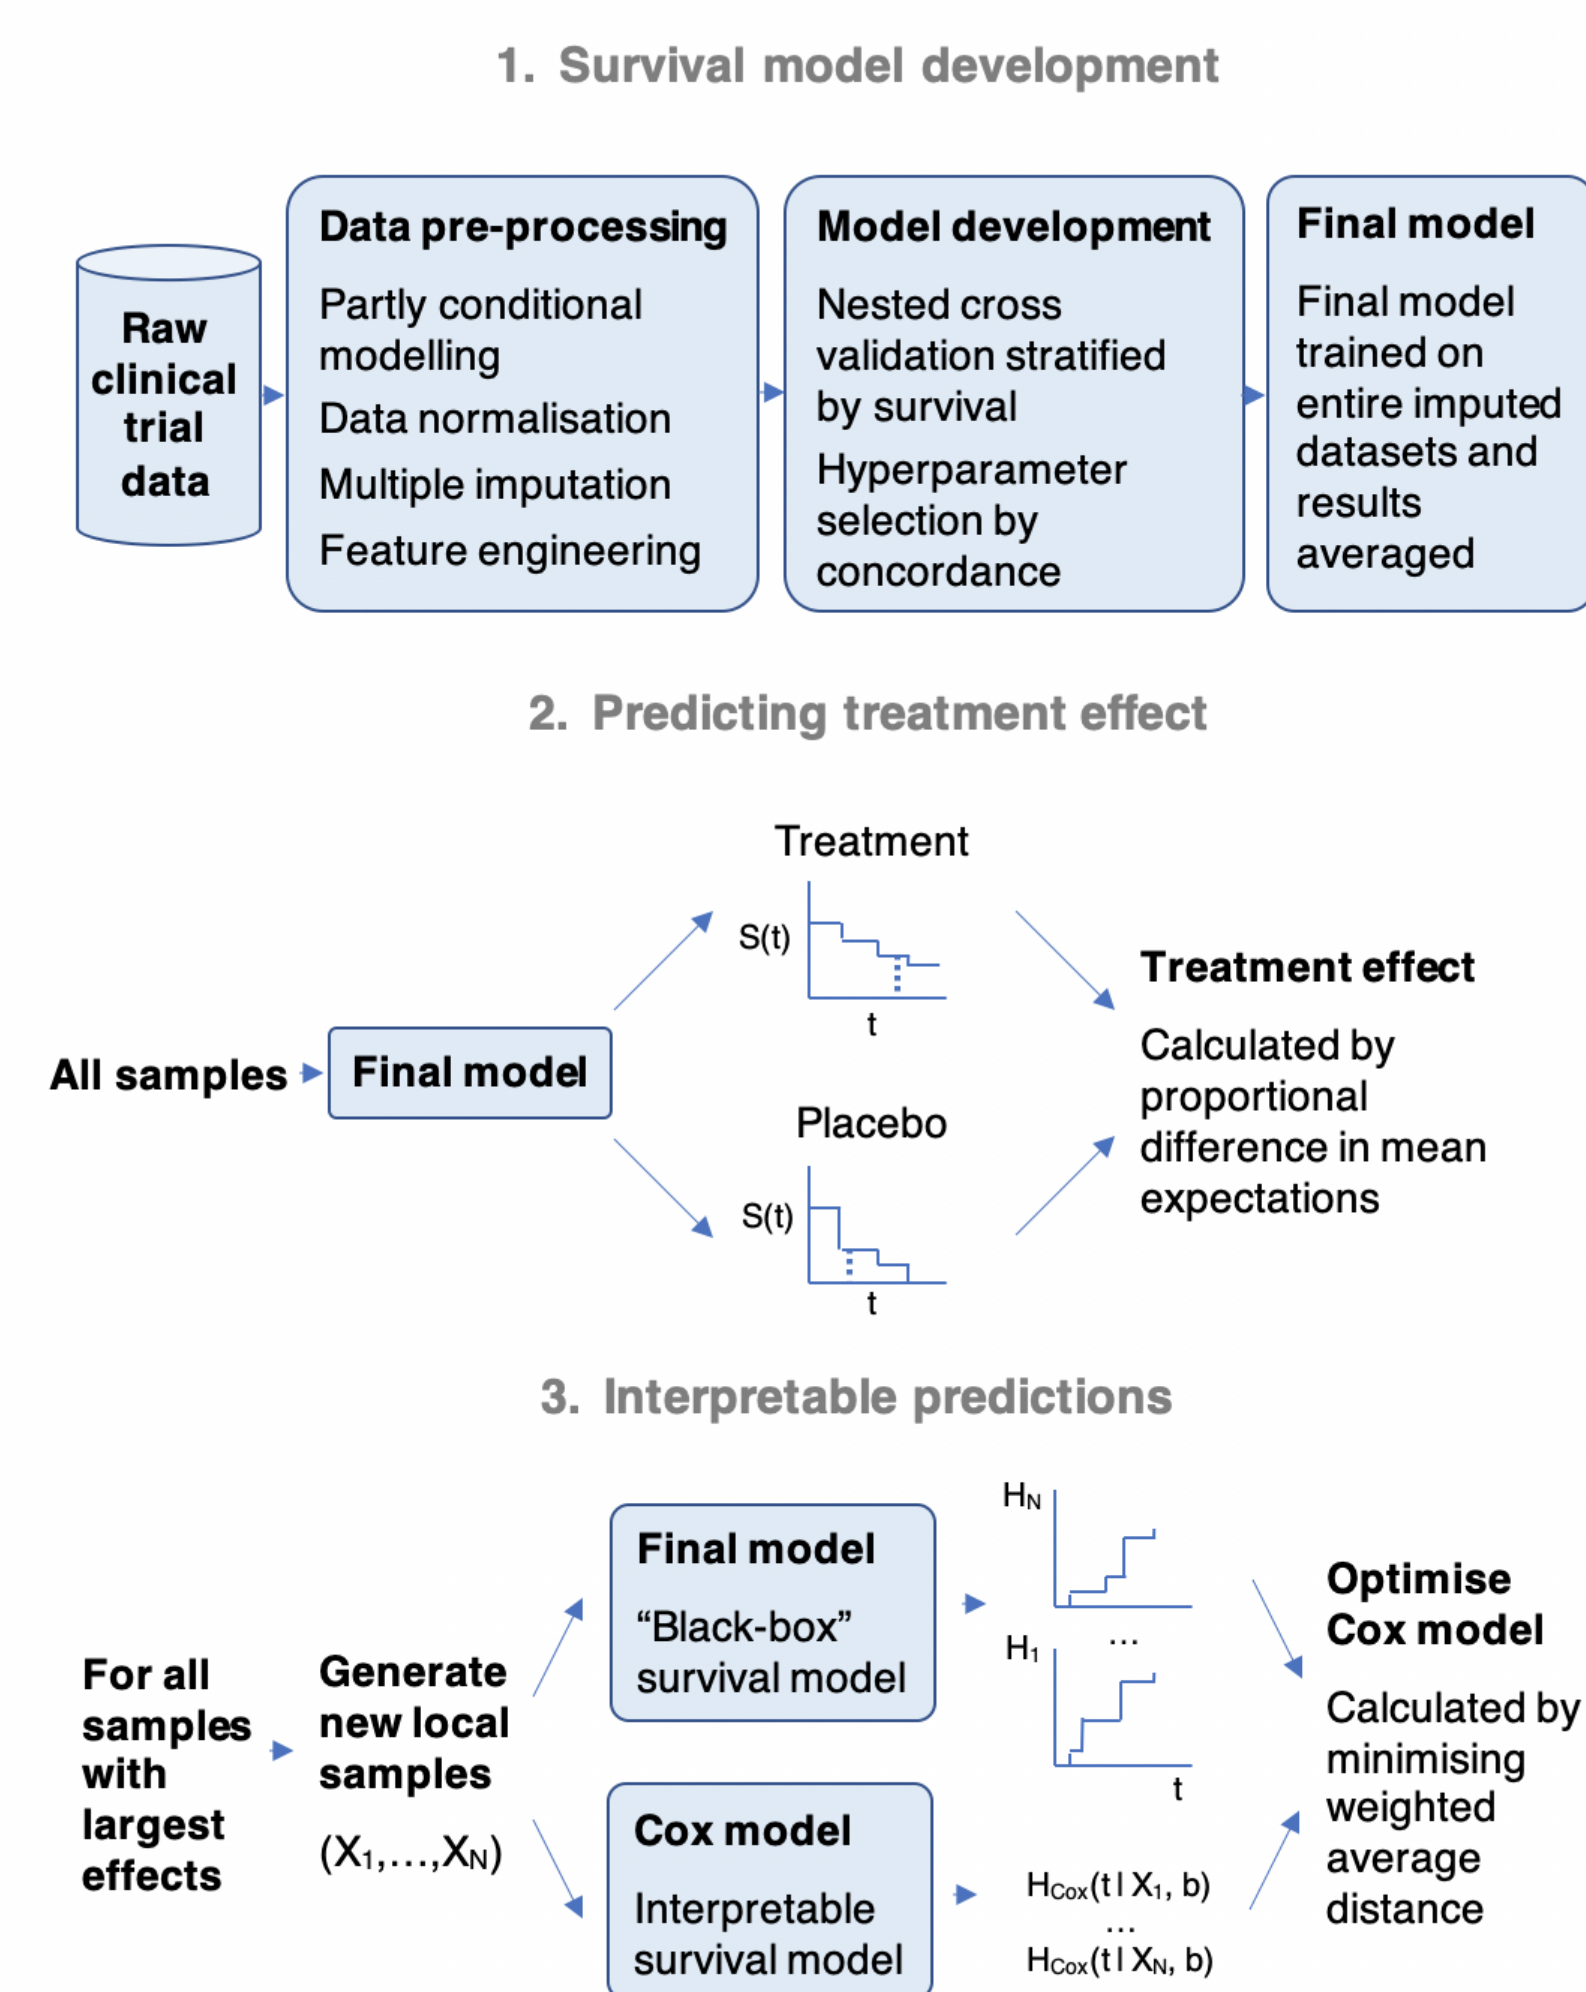 1. Survival model development
Raw
clinical
trial
data
Data pre-processing
Partly conditional
modelling
Data normalisation
Multiple imputation
Feature engineering
Model development
Nested cross
validation stratified
by survival
Hyperparameter
selection by
concordance
Final model
Final model
trained on
entire imputed
datasets and
results
averaged
2. Predicting treatment effect
All samples
Final model
Treatment
S(t)
t
Placebo
S(t)
t
Treatment effect
Calculated by
proportional
difference in mean
expectations
3. Interpretable predictions
For all
samples
with
largest
effects
Generate
new local
samples
(X₁,...,X_N)
Final model
“Black-box”
survival model
Cox model
Interpretable
survival model
H_N
...
H₁
t
H_Cox(t | X₁, b)
...
H_Cox(t | X_N, b)
Optimise
Cox model
Calculated by
minimising
weighted
average
distance